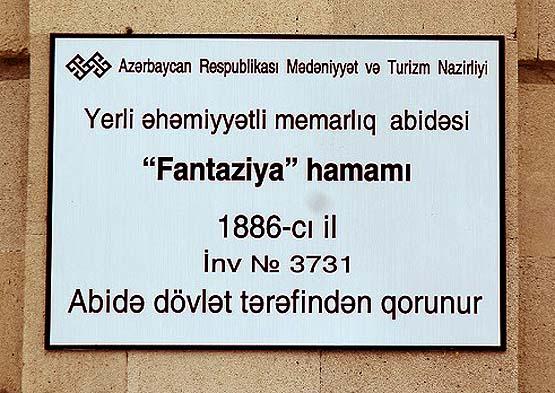 Azərbaycan Respublikası Mədəniyyət və Turizm Nazirliyi
Yerli əhəmiyyətli memarlıq abidəsi
“Fantaziya” hamamı
1886-cı il
İnv № 3731
Abidə dövlət tərəfindən qorunur